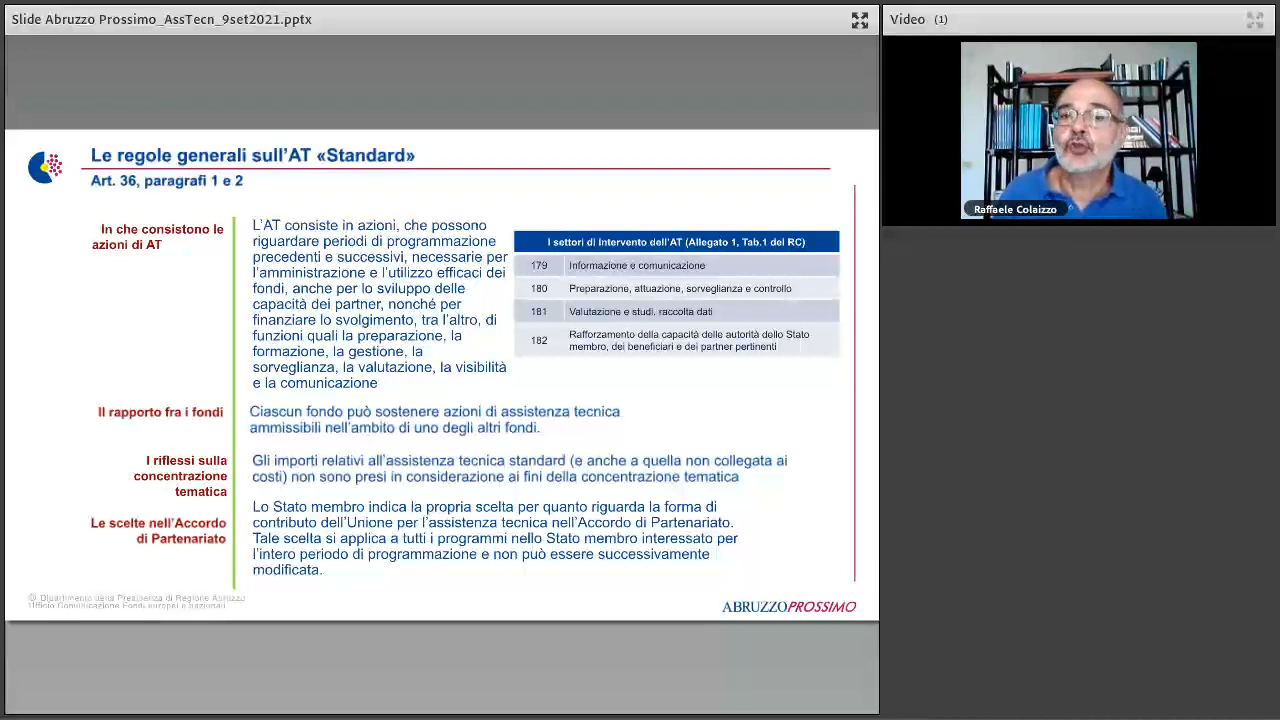 Slide Abruzzo Prossimo_AssTecn_9set2021.pptx
Video (1)
Raffaele Colaizzo
Le regole generali sull’AT «Standard»
Art. 36, paragrafi 1 e 2
In che consistono le
azioni di AT
L’AT consiste in azioni, che possono
riguardare periodi di programmazione
precedenti e successivi, necessarie per
l’amministrazione e l’utilizzo efficaci dei
fondi, anche per lo sviluppo delle
capacità dei partner, nonché per
finanziare lo svolgimento, tra l’altro, di
funzioni quali la preparazione, la
formazione, la gestione, la
sorveglianza, la valutazione, la visibilità
e la comunicazione
I settori di intervento dell’AT (Allegato 1, Tab.1 del RC)
179 Informazione e comunicazione
180 Preparazione, attuazione, sorveglianza e controllo
181 Valutazione e studi, raccolta dati
182 Rafforzamento della capacità delle autorità dello Stato
membro, dei beneficiari e dei partner pertinenti
Il rapporto fra i fondi
Ciascun fondo può sostenere azioni di assistenza tecnica
ammissibili nell’ambito di uno degli altri fondi.
I riflessi sulla
concentrazione
tematica
Gli importi relativi all’assistenza tecnica standard (e anche a quella non collegata ai
costi) non sono presi in considerazione ai fini della concentrazione tematica
Le scelte nell’Accordo
di Partenariato
Lo Stato membro indica la propria scelta per quanto riguarda la forma di
contributo dell’Unione per l’assistenza tecnica nell’Accordo di Partenariato.
Tale scelta si applica a tutti i programmi nello Stato membro interessato per
l’intero periodo di programmazione e non può essere successivamente
modificata.
© Dipartimento della Presidenza di Regione Abruzzo
Ufficio Comunicazione Fondi europei e nazionali
ABRUZZOPROSSIMO